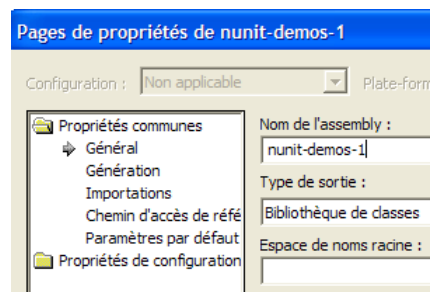 Pages de propriétés de nunit-demos-1
Configuration : Non applicable Plate-form
Propriétés communes
Général
Génération
Importations
Chemin d'accès de réfé
Paramètres par défaut
Propriétés de configuration
Nom de l'assembly :
nunit-demos-1
Type de sortie :
Bibliothèque de classes
Espace de noms racine :